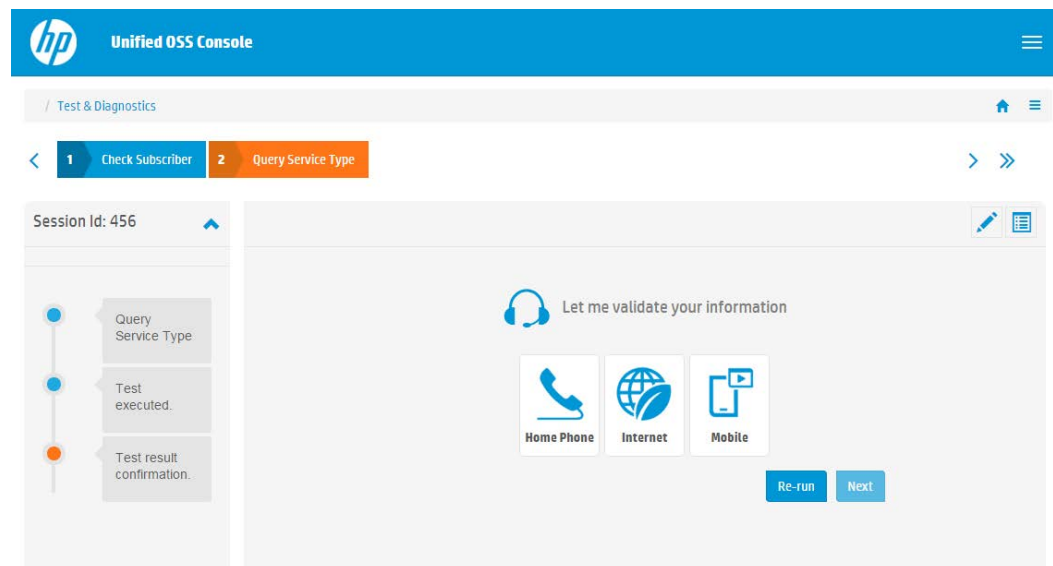 hp
Unified OSS Console
/ Test & Diagnostics
1 Check Subscriber 2 Query Service Type
Session Id: 456
Query
Service Type
Test
executed.
Test result
confirmation.
Let me validate your information
Home Phone Internet Mobile
Re-run Next